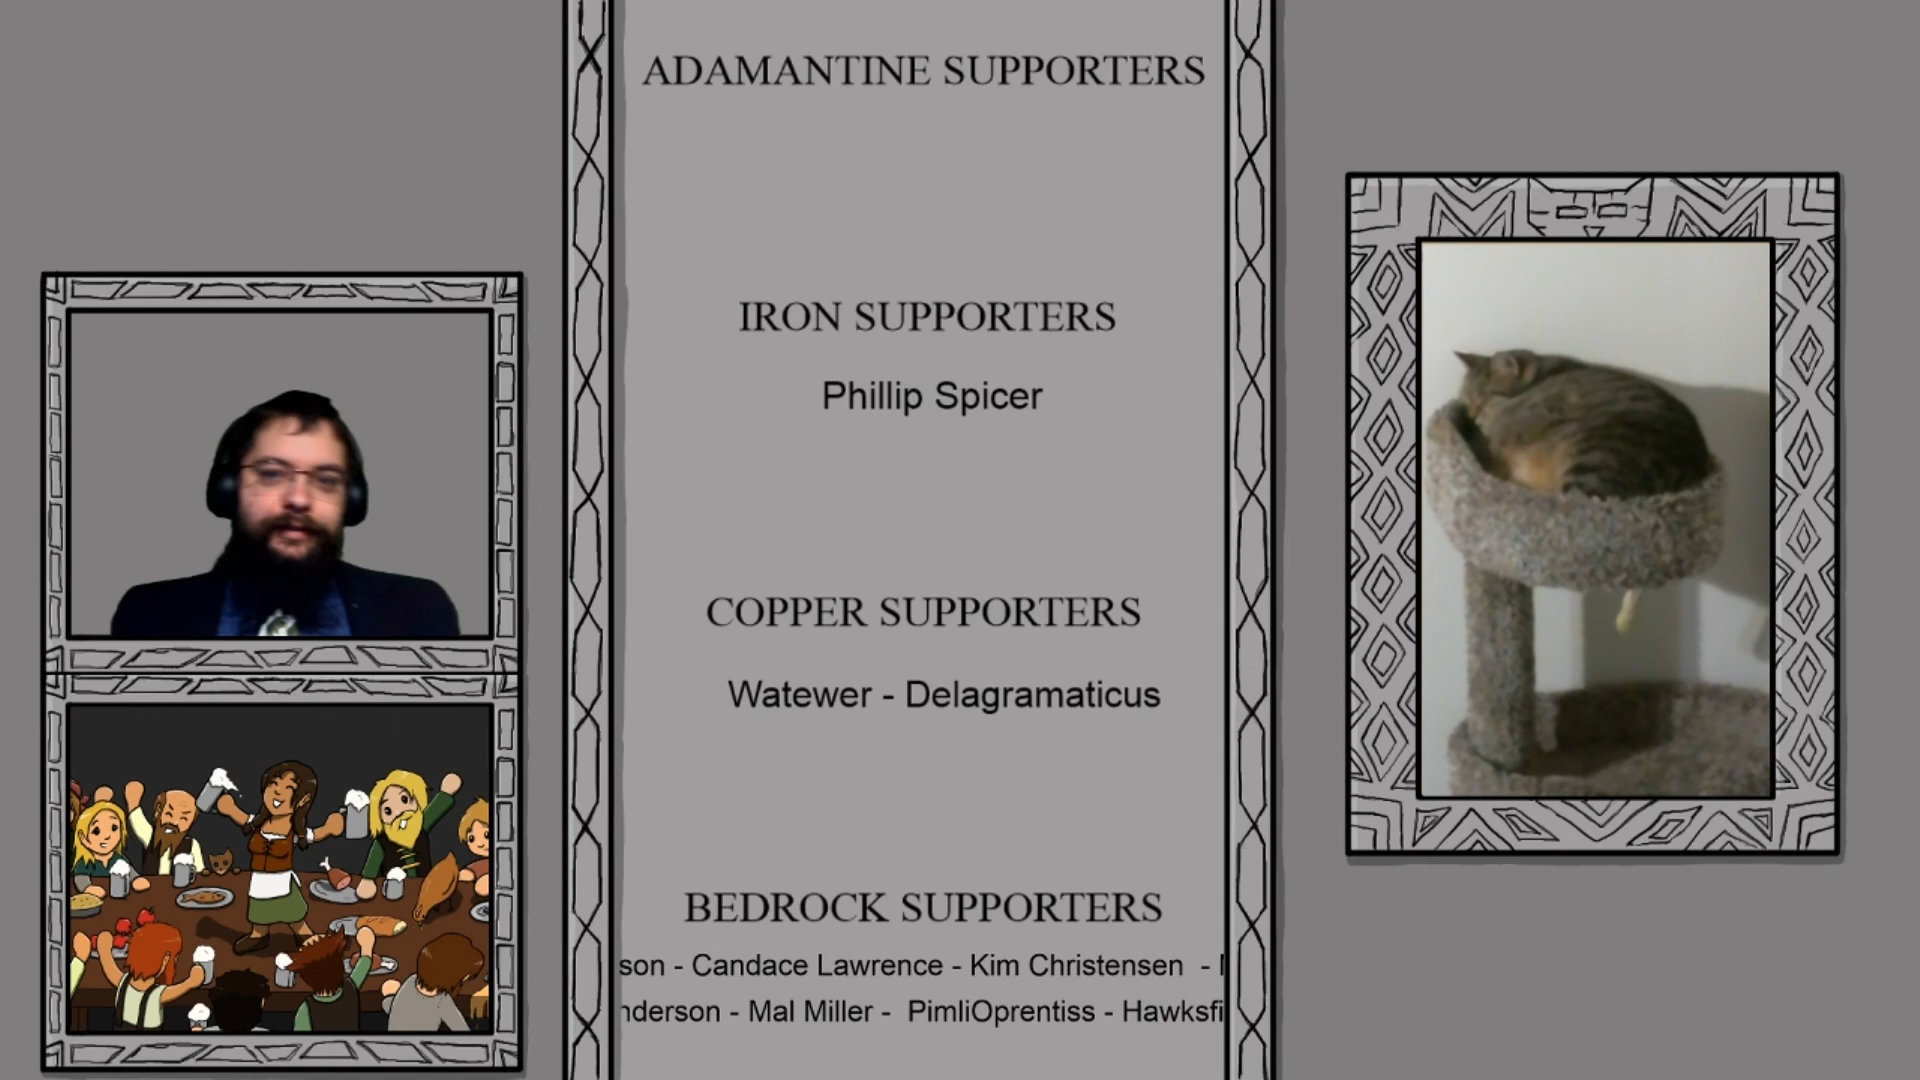 ADAMANTINE SUPPORTERS
IRON SUPPORTERS
Phillip Spicer
COPPER SUPPORTERS
Watewer - Delagramaticus
BEDROCK SUPPORTERS
son - Candace Lawrence - Kim Christensen -
nderson - Mal Miller - PimliOprentiss - Hawksfi